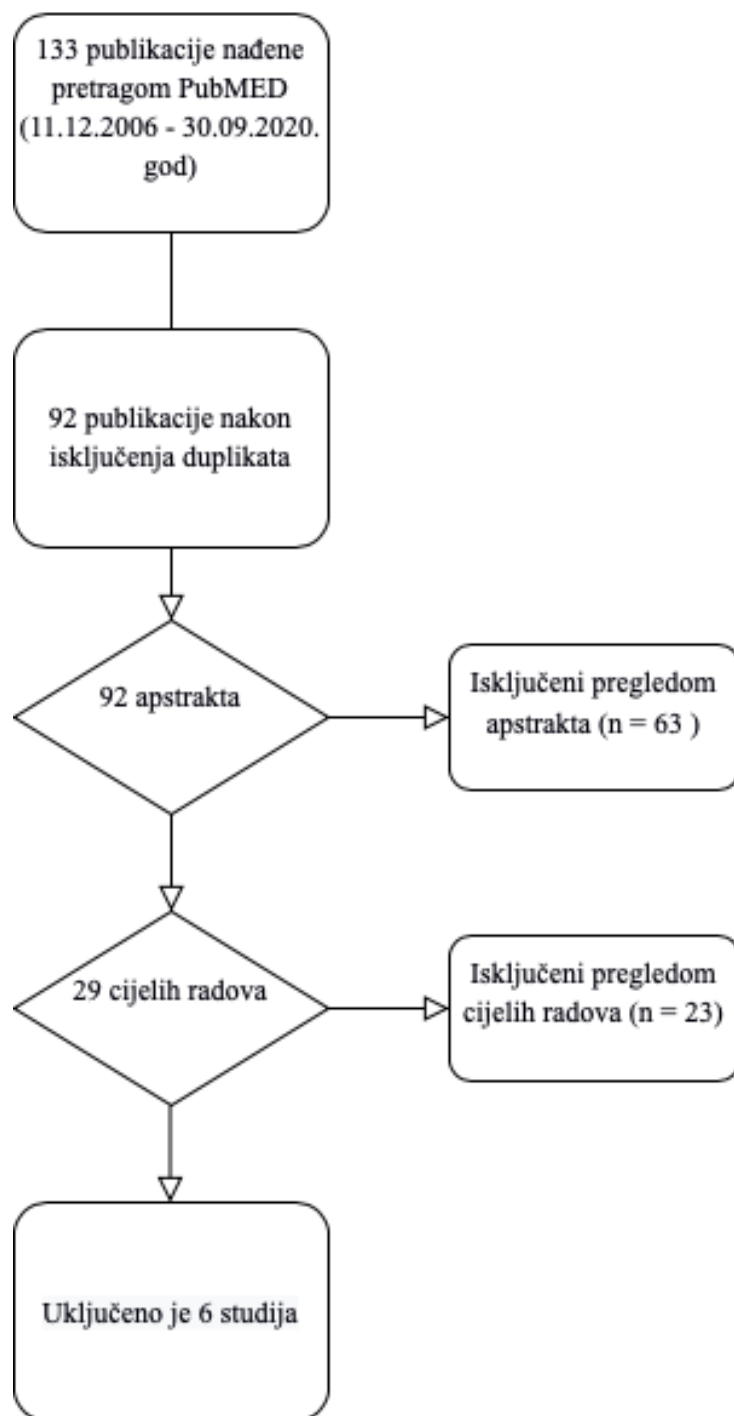 133 publikacije nađene
pretragom PubMED
(11.12.2006 - 30.09.2020.
god)
92 publikacije nakon
isključenja duplikata
92 apstrakta
Isključeni pregledom
apstrakta (n = 63 )
29 cijelih radova
Isključeni pregledom
cijelih radova (n = 23)
Uključeno je 6 studija